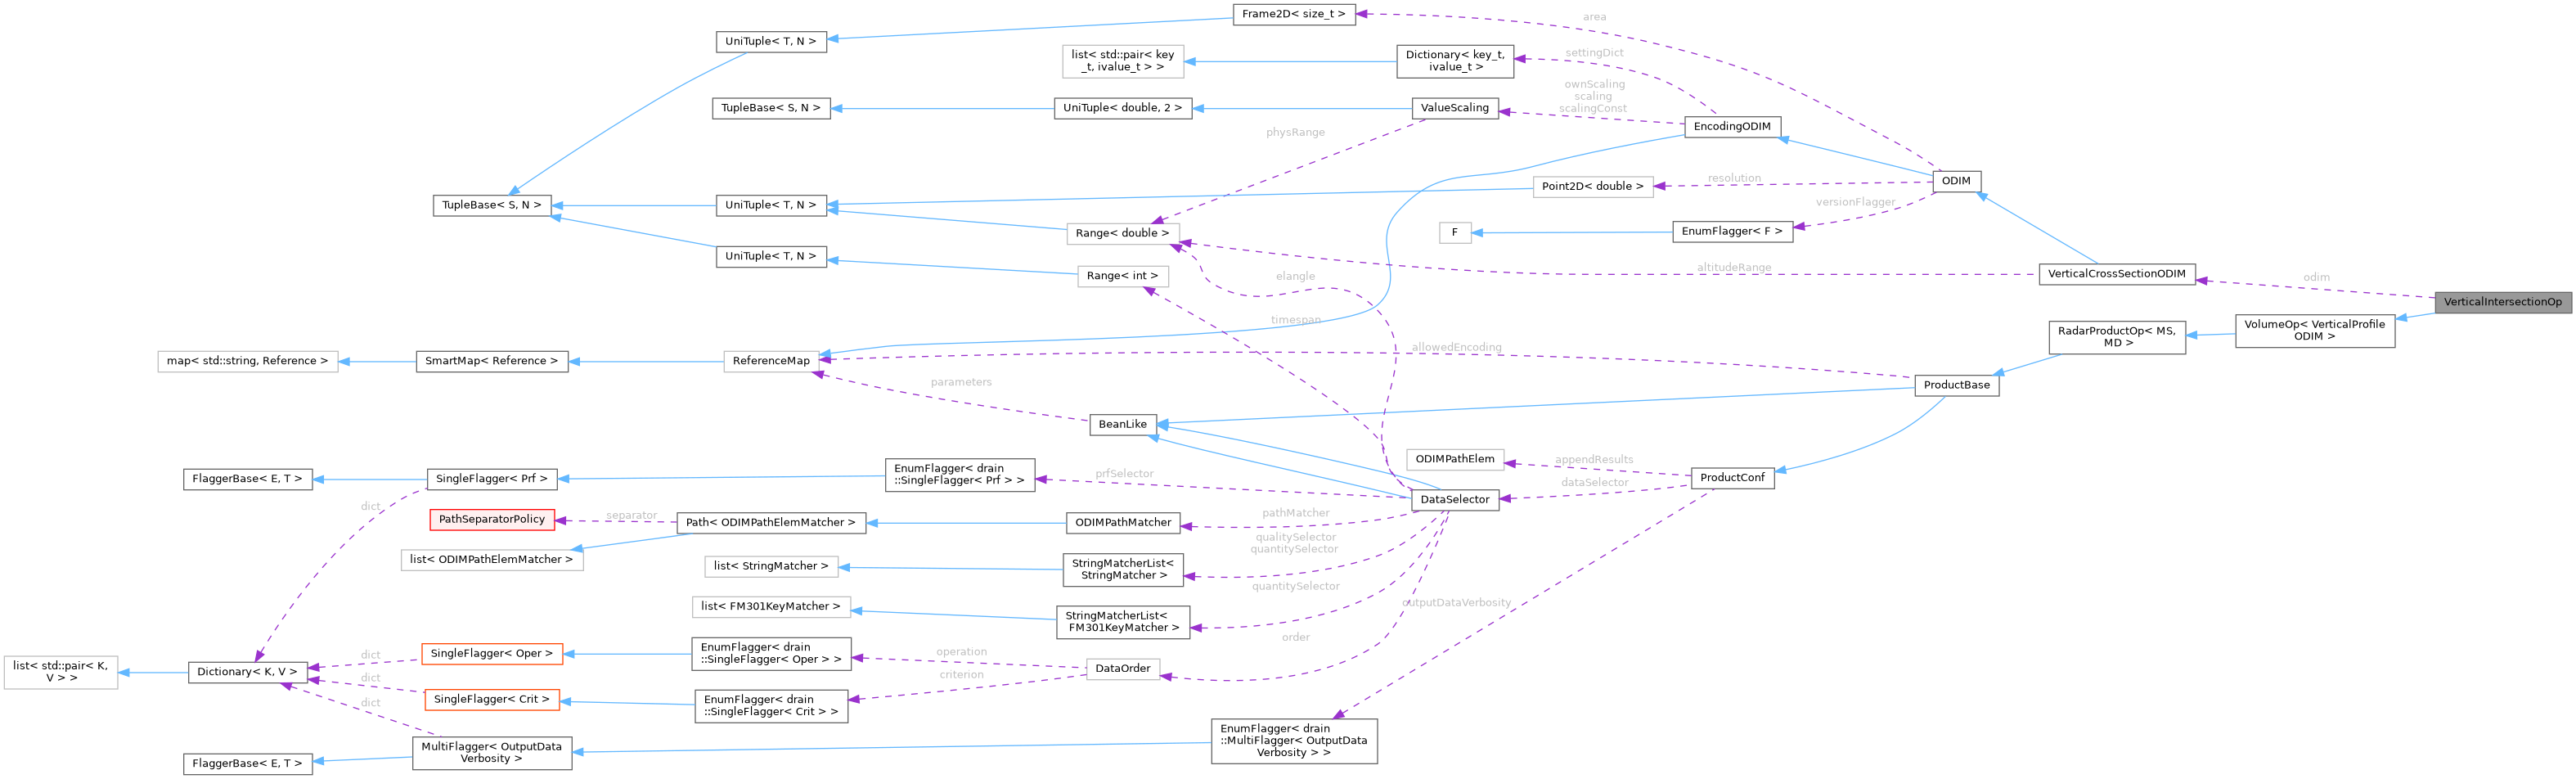 Frame2D< size_t >
area
UniTuple< T, N >
list< std::pair< key
_t, ivalue_t > >
Dictionary< key_t,
ivalue_t >
settingDict
TupleBase< S, N >
UniTuple< double, 2 >
ValueScaling
ownScaling
scaling
scalingConst
EncodingODIM
physRange
ODIM
resolution
Point2D< double >
TupleBase< S, N >
UniTuple< T, N >
versionFlagger
Range< double >
F
EnumFlagger< F >
UniTuple< T, N >
Range< int >
elangle
altitudeRange
VerticalCrossSectionODIM
odim
VerticalIntersectionOp
timespan
RadarProductOp< MS,
MD >
VolumeOp< VerticalProfile
ODIM >
map< std::string, Reference >
SmartMap< Reference >
ReferenceMap
allowedEncoding
parameters
ProductBase
BeanLike
ODIMPathElem
appendResults
ProductConf
dataSelector
FlaggerBase< E, T >
SingleFlagger< Prf >
EnumFlagger< drain
::SingleFlagger< Prf > >
prfSelector
DataSelector
dict
PathSeparatorPolicy
separator
Path< ODIMPathElemMatcher >
ODIMPathMatcher
pathMatcher
list< ODIMPathElemMatcher >
qualitySelector
quantitySelector
list< StringMatcher >
StringMatcherList<
StringMatcher >
quantitySelector
list< FM301KeyMatcher >
StringMatcherList<
FM301KeyMatcher >
outputDataVerbosity
order
list< std::pair< K,
V > >
Dictionary< K, V >
dict
SingleFlagger< Oper >
EnumFlagger< drain
::SingleFlagger< Oper > >
operation
DataOrder
criterion
dict
SingleFlagger< Crit >
EnumFlagger< drain
::SingleFlagger< Crit > >
dict
FlaggerBase< E, T >
MultiFlagger< OutputData
Verbosity >
EnumFlagger< drain
::MultiFlagger< OutputData
Verbosity > >